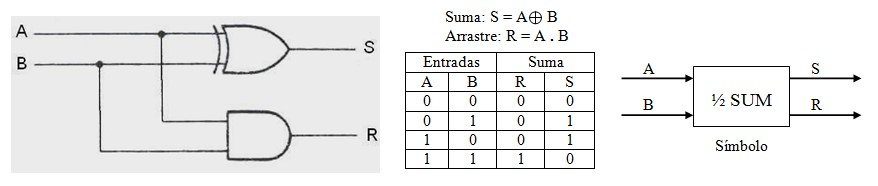 A
B
S
R
Suma: S = A⊕ B
Arrastre: R = A . B
Entradas Suma
A B R S
0 0 0 0
0 1 0 1
1 0 0 1
1 1 1 0
A S
B R
½ SUM
Símbolo